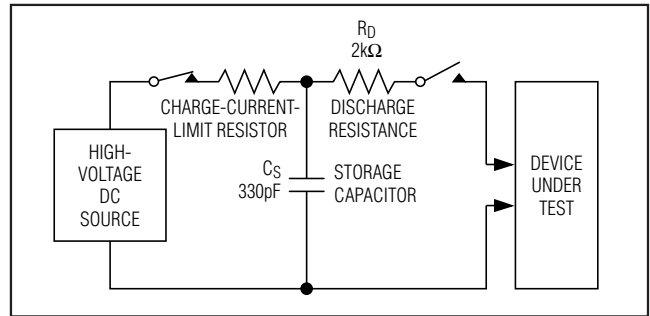 R_D
2kΩ
CHARGE-CURRENT-
LIMIT RESISTOR
DISCHARGE
RESISTANCE
HIGH-
VOLTAGE
DC
SOURCE
C_S
330pF
STORAGE
CAPACITOR
DEVICE
UNDER
TEST